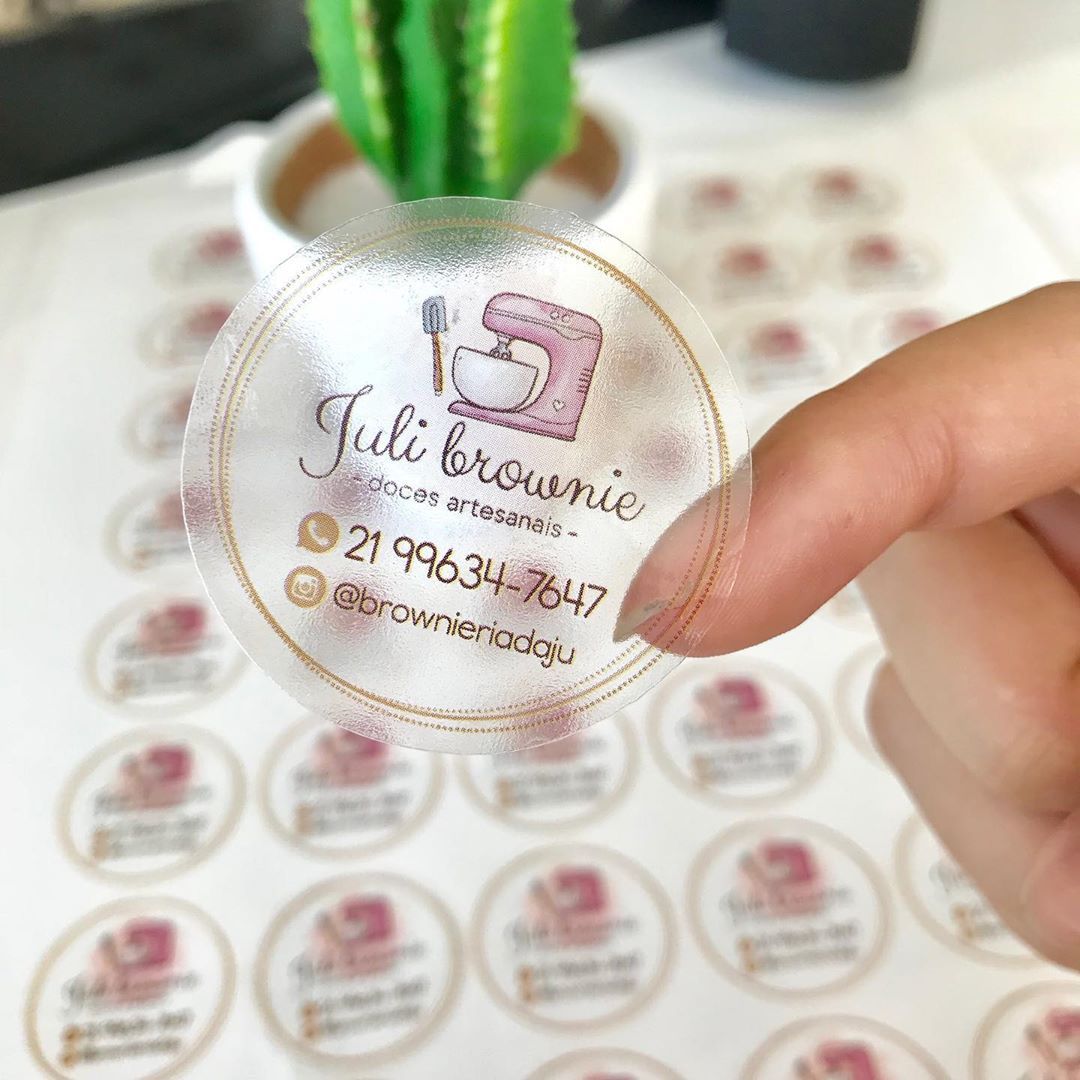 Juli brownie
- doces artesanais -
21 99634-7647
@brownieriadaju